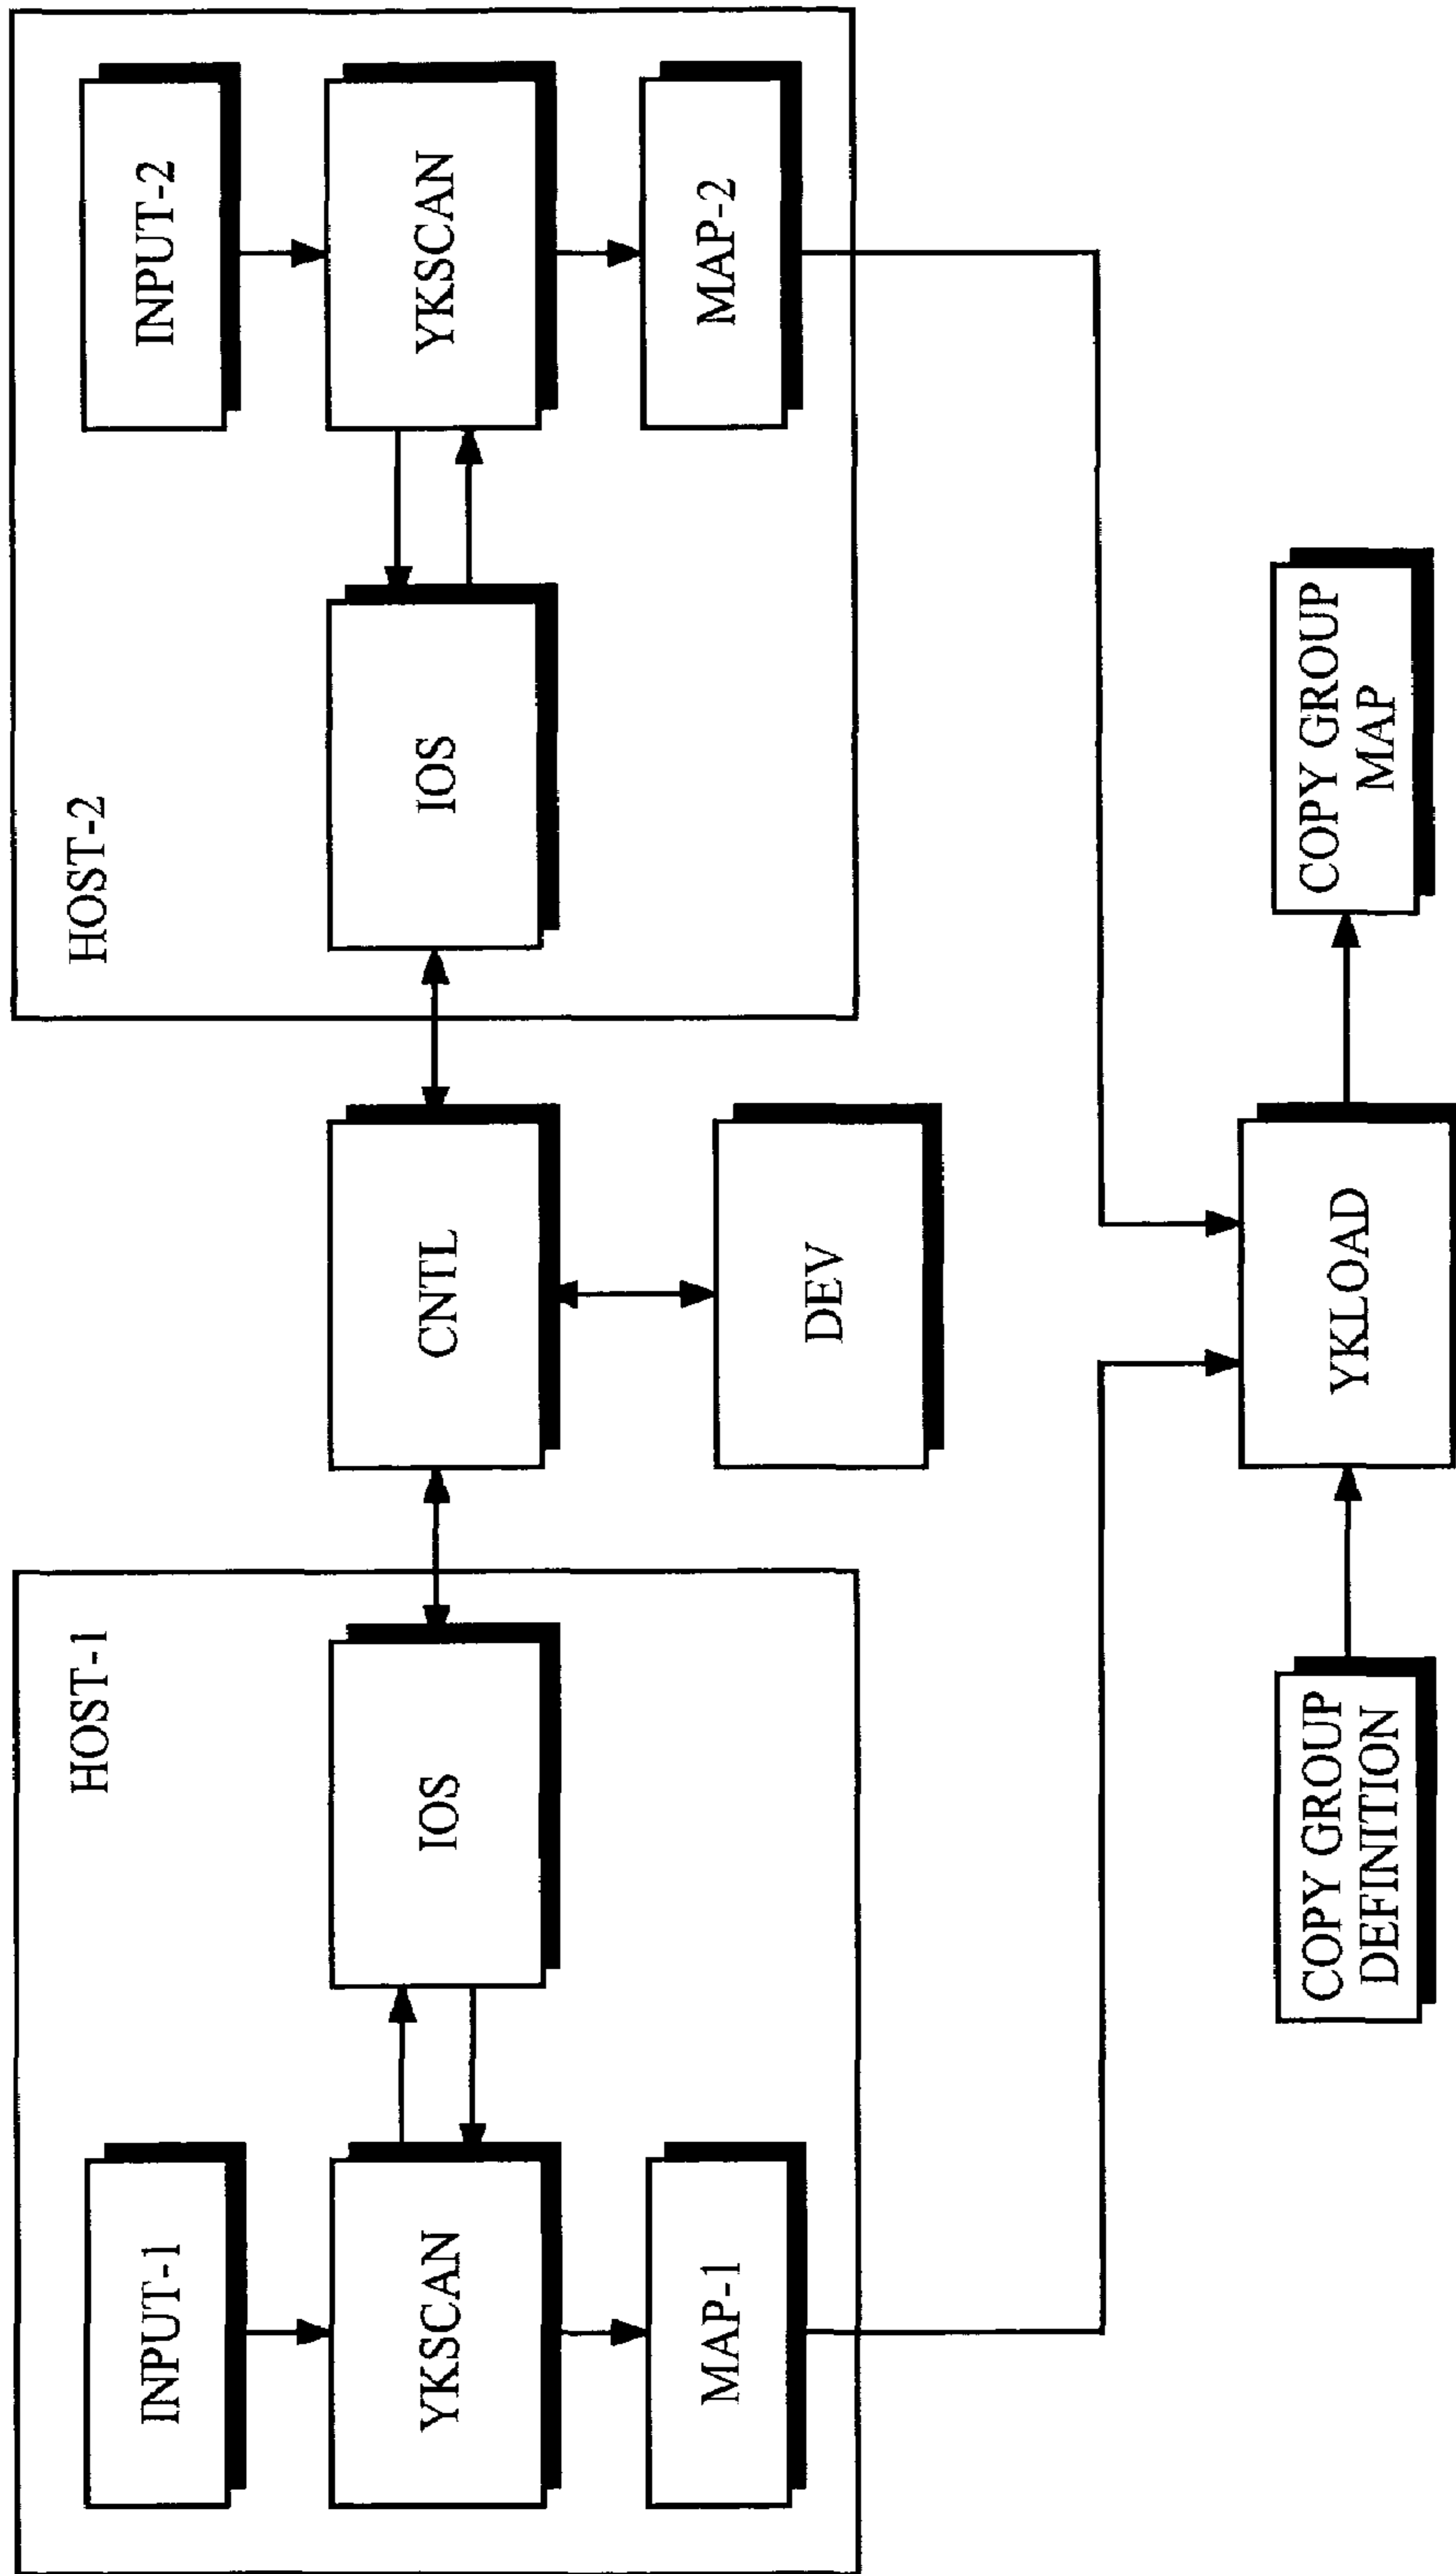 HOST-1
INPUT-1
YKSCAN
IOS
MAP-1
CNTL
DEV
HOST-2
IOS
INPUT-2
YKSCAN
MAP-2
COPY GROUP
DEFINITION
YKLOAD
COPY GROUP
MAP